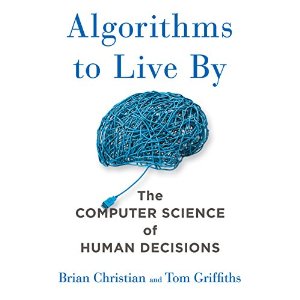 Algorithms
to Live By
The
COMPUTER SCIENCE
of
HUMAN DECISIONS
Brian Christian and Tom Griffiths